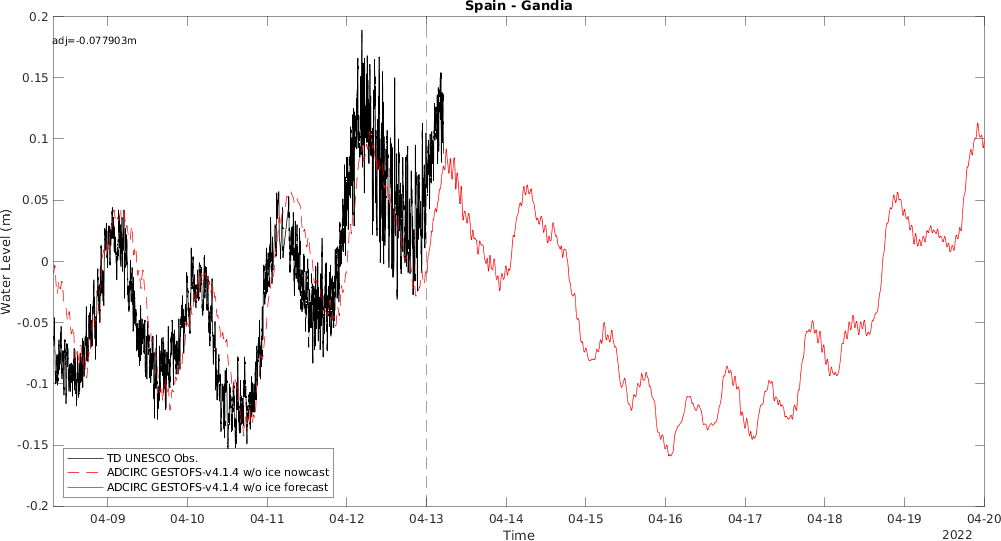 Spain - Gandia
adj=-0.077903m
0.2
0.15
0.1
0.05
0
-0.05
-0.1
-0.15
-0.2
Water Level (m)
TD UNESCO Obs.
ADCIRC GESTOFS-v4.1.4 w/o ice nowcast
ADCIRC GESTOFS-v4.1.4 w/o ice forecast
04-09 04-10 04-11 04-12 04-13 04-14 04-15 04-16 04-17 04-18 04-19 04-20
Time
2022